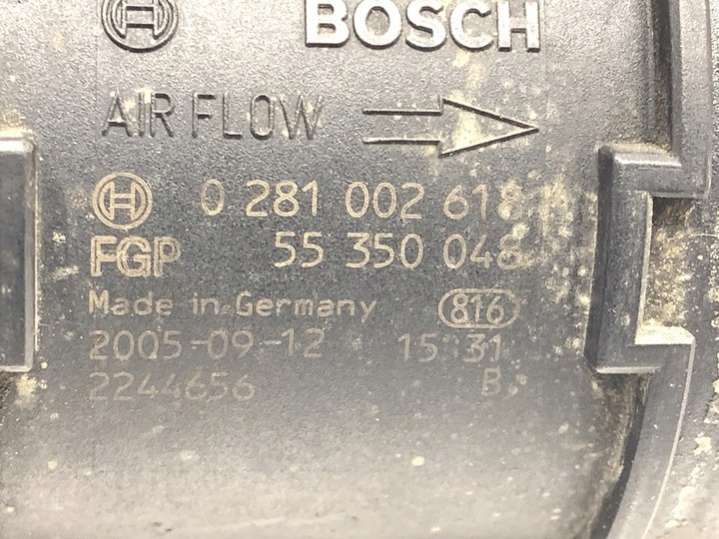 BOSCH
AIR FLOW
0 281 002 618
FGP 55 350 048
Made in Germany 816
2005-09-12 15:31
2244656 B